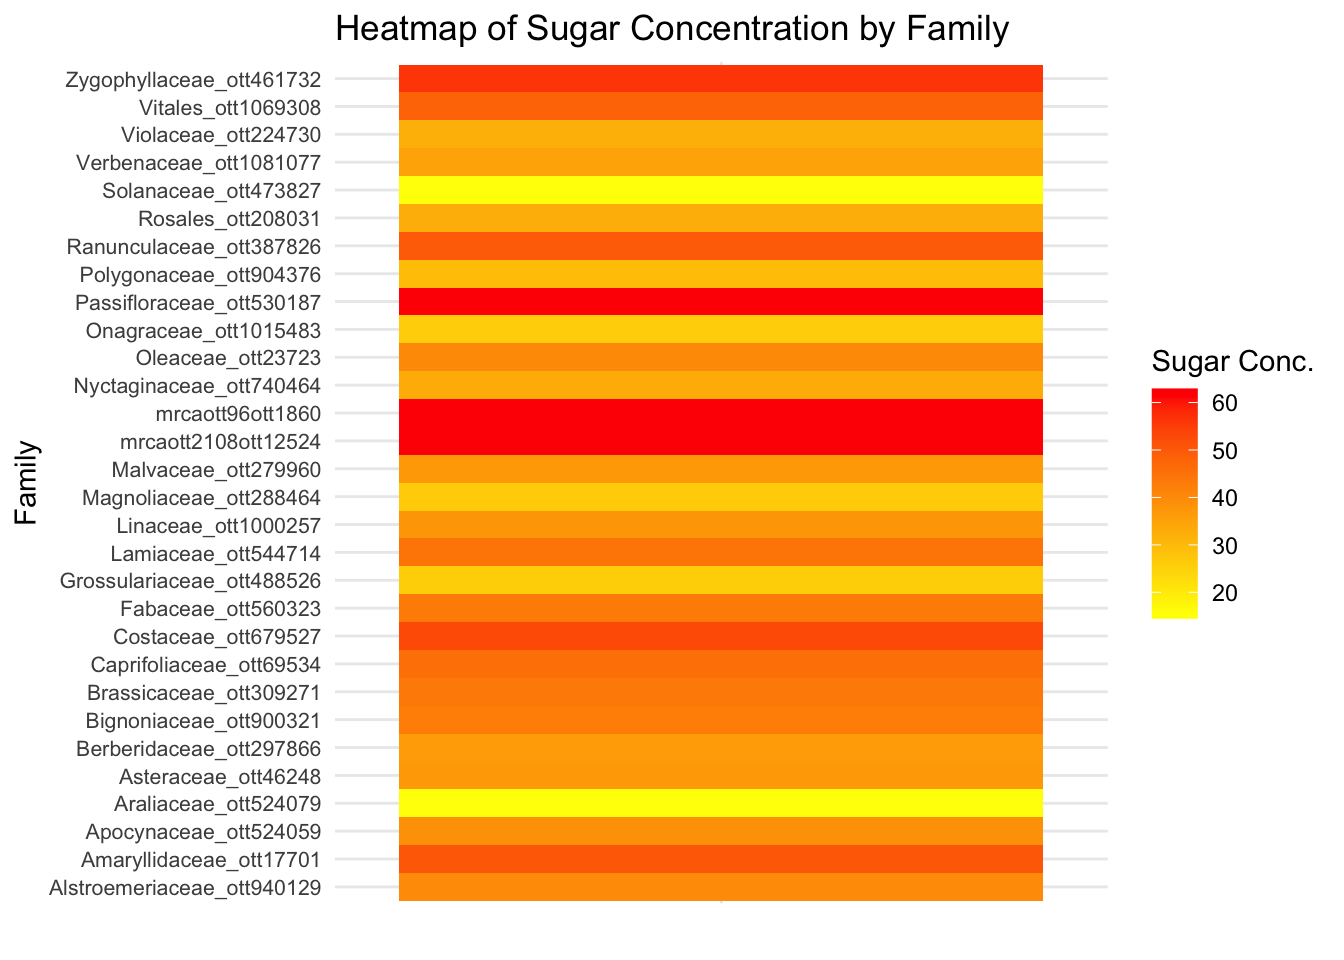 Heatmap of Sugar Concentration by Family
Zygophyllaceae_ott461732
Vitales_ott1069308
Violaceae_ott224730
Verbenaceae_ott1081077
Solanaceae_ott473827
Rosales_ott208031
Ranunculaceae_ott387826
Polygonaceae_ott904376
Passifloraceae_ott530187
Onagraceae_ott1015483
Oleaceae_ott23723
Nyctaginaceae_ott740464
mrcaott96ott1860
mrcaott2108ott12524
Malvaceae_ott279960
Magnoliaceae_ott288464
Linaceae_ott1000257
Lamiaceae_ott544714
Grossulariaceae_ott488526
Fabaceae_ott560323
Costaceae_ott679527
Caprifoliaceae_ott69534
Brassicaceae_ott309271
Bignoniaceae_ott900321
Berberidaceae_ott297866
Asteraceae_ott46248
Araliaceae_ott524079
Apocynaceae_ott524059
Amaryllidaceae_ott17701
Alstroemeriaceae_ott940129
Family
Sugar Conc.
60
50
40
30
20